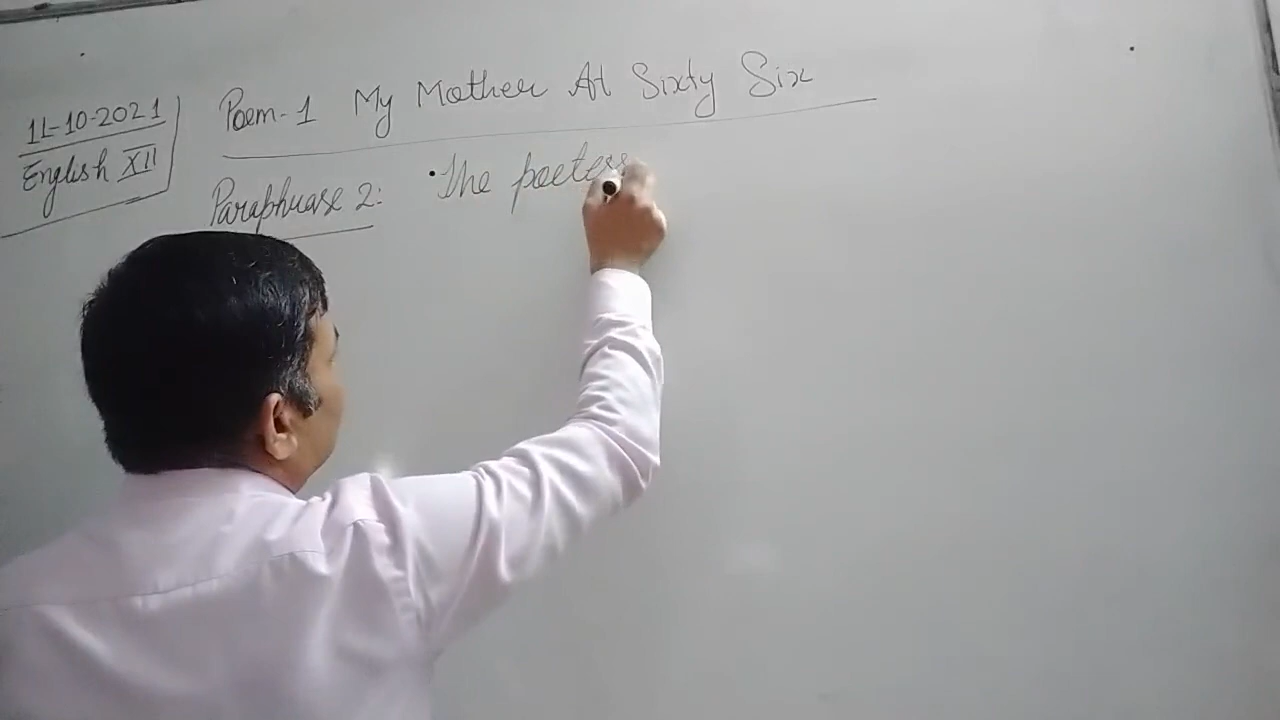 11-10-2021
English XII
Poem-1 My Mother At Sixty Six
Paraphrase 2:
• The poetess